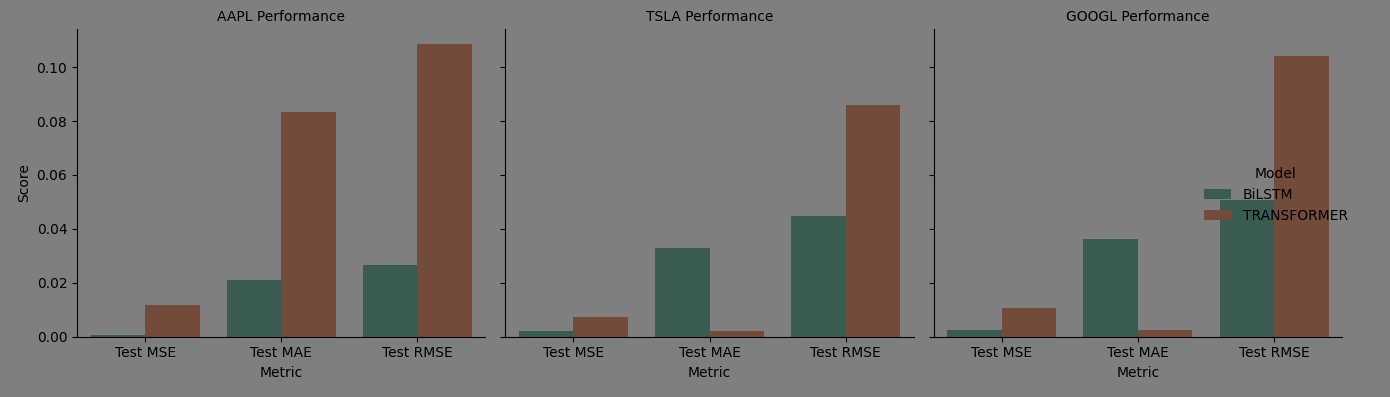 AAPL Performance
TSLA Performance
GOOGL Performance
Score
0.10
0.08
0.06
0.04
0.02
0.00
Test MSE
Test MAE
Test RMSE
Metric
Test MSE
Test MAE
Test RMSE
Metric
Test MSE
Test MAE
Test RMSE
Metric
Model
BiLSTM
TRANSFORMER